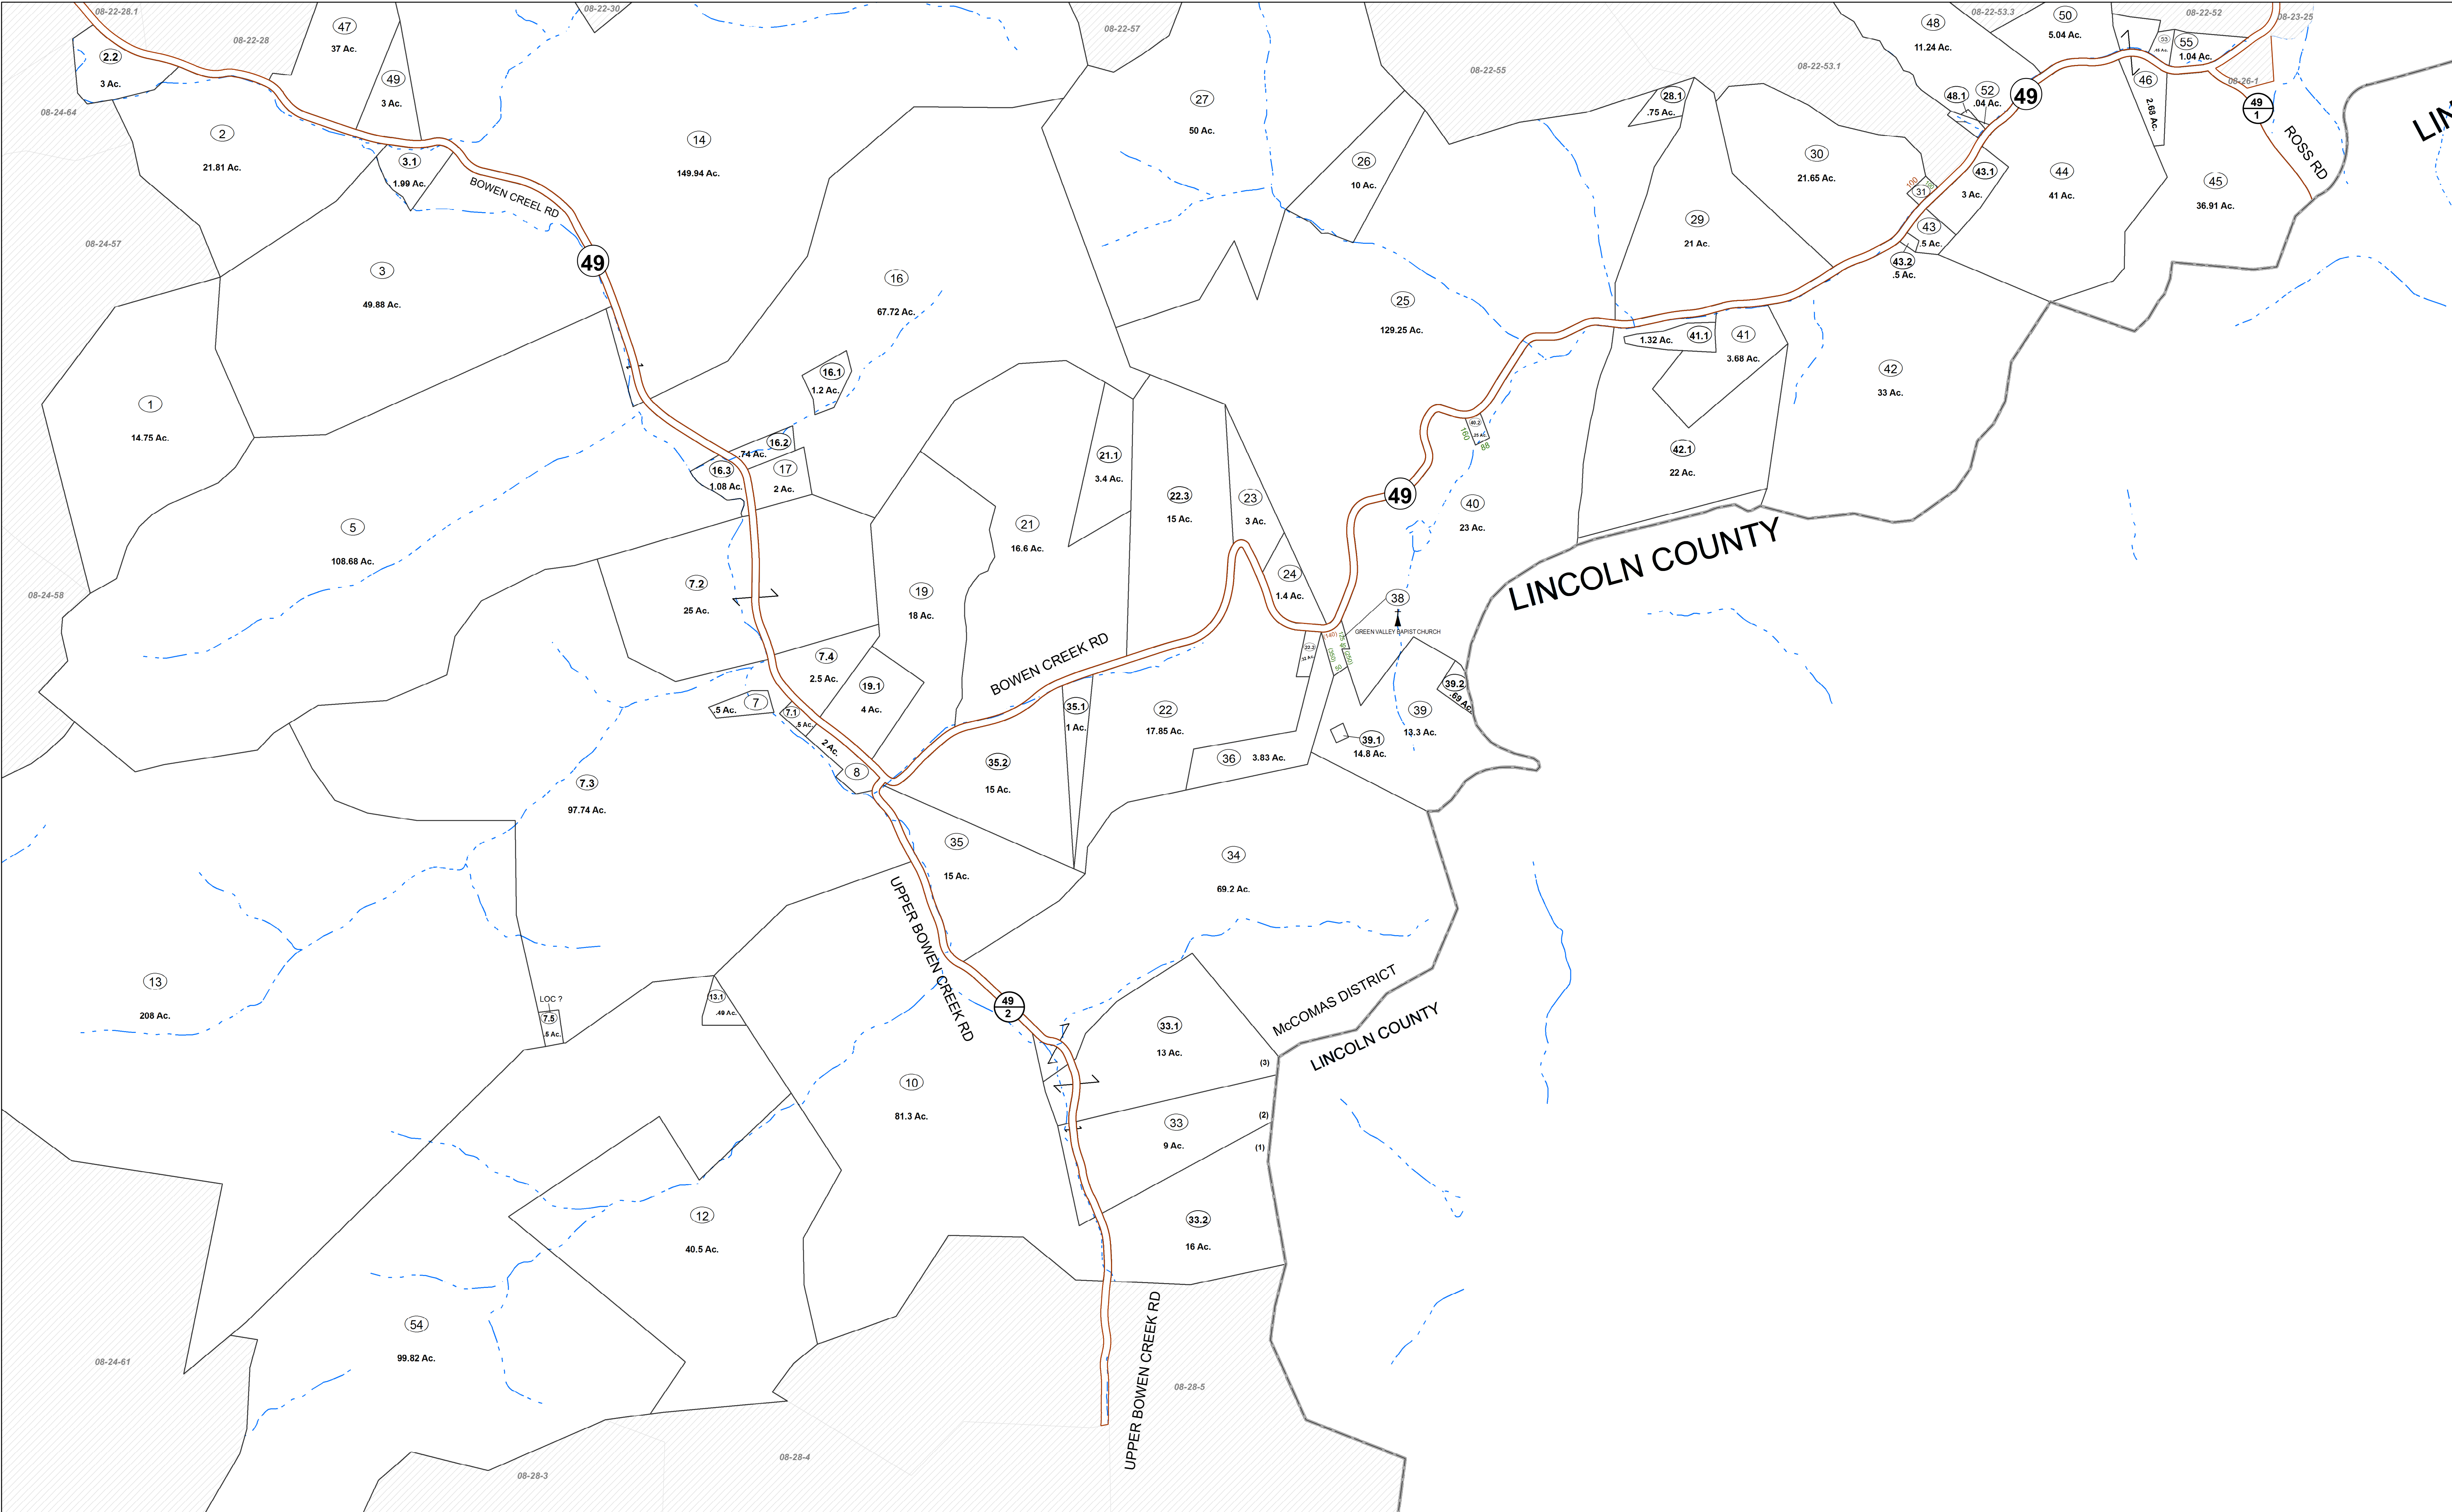 08-22-28.1
08-22-30
08-22-28
47
37 Ac.
08-22-57
08-22-55
08-22-53.1
48
11.24 Ac.
08-22-53.3
50
5.04 Ac.
08-22-52
08-23-25
53
.45 Ac.
55
1.04 Ac.
2.2
3 Ac.
49
3 Ac.
08-24-64
2
21.81 Ac.
3.1
1.99 Ac.
BOWEN CREEL RD
14
149.94 Ac.
27
50 Ac.
26
10 Ac.
28.1
.75 Ac.
30
21.65 Ac.
48.1
52
.04 Ac.
49
46
2.68 Ac.
08-26-1
49
1
ROSS RD
LIN
31
100
43.1
3 Ac.
44
41 Ac.
45
36.91 Ac.
29
21 Ac.
43
.5 Ac.
43.2
.5 Ac.
08-24-57
3
49.88 Ac.
49
16
67.72 Ac.
25
129.25 Ac.
41.1
1.32 Ac.
41
3.68 Ac.
42
33 Ac.
16.1
1.2 Ac.
1
14.75 Ac.
16.2
.74 Ac.
16.3
1.08 Ac.
17
2 Ac.
21.1
3.4 Ac.
22.3
15 Ac.
23
3 Ac.
49
40.2
.25 Ac.
160
88
42.1
22 Ac.
40
23 Ac.
5
108.68 Ac.
21
16.6 Ac.
LINCOLN COUNTY
08-24-58
7.2
25 Ac.
19
18 Ac.
24
1.4 Ac.
38
GREEN VALLEY BAPIST CHURCH
7.4
2.5 Ac.
19.1
4 Ac.
BOWEN CREEK RD
39.2
.69 Ac.
7
.5 Ac.
7.1
.5 Ac.
2 Ac.
8
35.1
1 Ac.
22
17.85 Ac.
36
3.83 Ac.
39.1
14.8 Ac.
39
13.3 Ac.
35.2
15 Ac.
7.3
97.74 Ac.
35
15 Ac.
34
69.2 Ac.
UPPER BOWEN CREEK RD
13
208 Ac.
LOC ?
7.5
.5 Ac.
13.1
.49 Ac.
49
2
McCOMAS DISTRICT
LINCOLN COUNTY
33.1
13 Ac.
(3)
10
81.3 Ac.
33
9 Ac.
(2)
(1)
12
40.5 Ac.
33.2
16 Ac.
54
99.82 Ac.
08-24-61
UPPER BOWEN CREEK RD
08-28-5
08-28-4
08-28-3